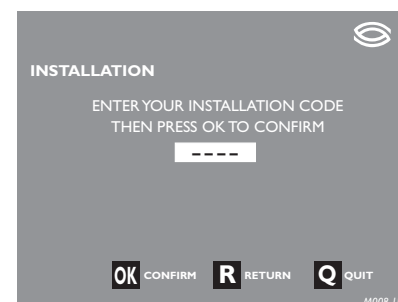 INSTALLATION
ENTER YOUR INSTALLATION CODE
THEN PRESS OK TO CONFIRM
– – – –
OK CONFIRM R RETURN Q QUIT